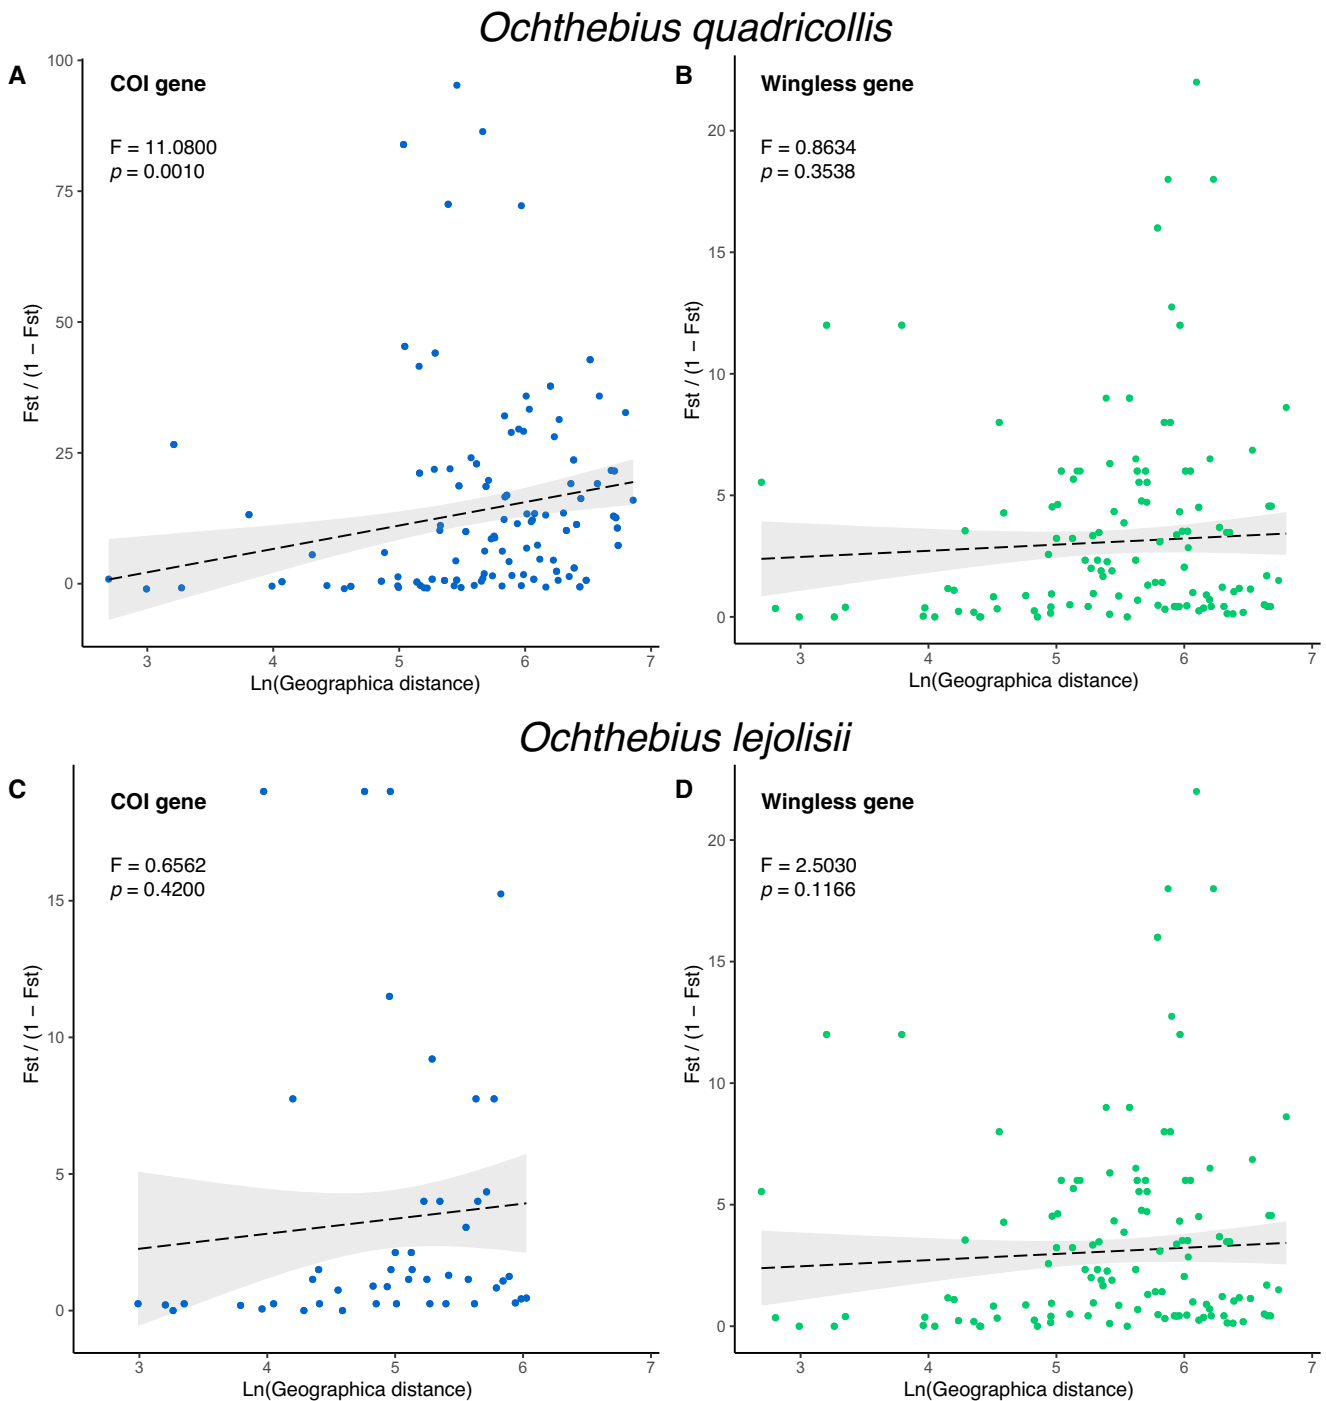 Ochthebius quadricollis
A
COI gene
F = 11.0800
p = 0.0010
100
75
50
25
0
Fst / (1 − Fst)
3 4 5 6 7
Ln(Geographica distance)
B
Wingless gene
F = 0.8634
p = 0.3538
20
15
10
5
0
Fst / (1 − Fst)
3 4 5 6 7
Ln(Geographica distance)
Ochthebius lejolisii
C
COI gene
F = 0.6562
p = 0.4200
15
10
5
0
Fst / (1 − Fst)
3 4 5 6 7
Ln(Geographica distance)
D
Wingless gene
F = 2.5030
p = 0.1166
20
15
10
5
0
Fst / (1 − Fst)
3 4 5 6 7
Ln(Geographica distance)